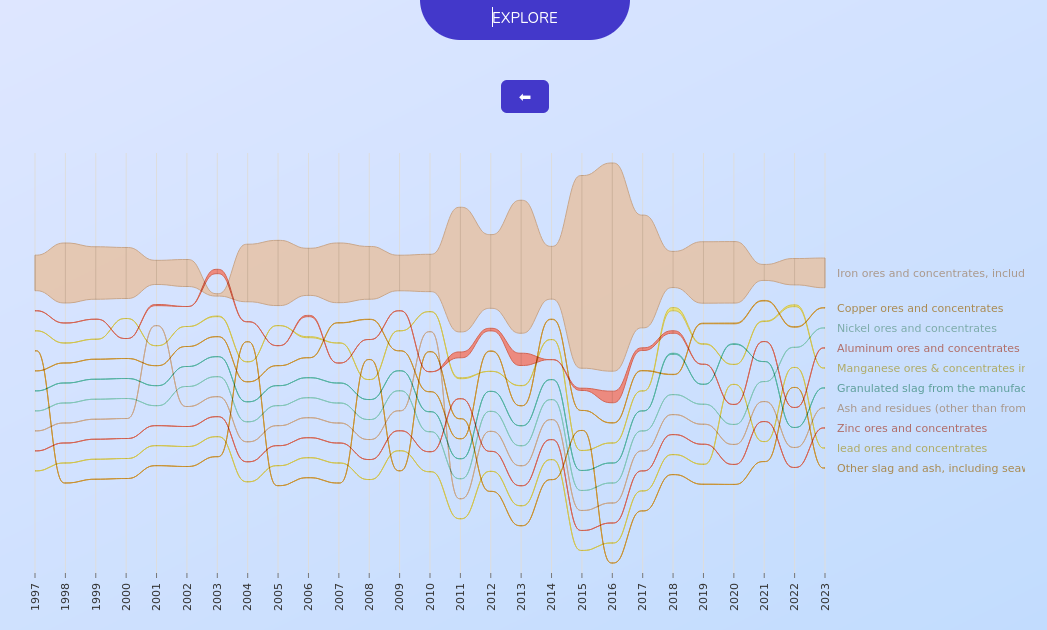 EXPLORE
Iron ores and concentrates, includ
Copper ores and concentrates
Nickel ores and concentrates
Aluminum ores and concentrates
Manganese ores & concentrates ir
Granulated slag from the manufac
Ash and residues (other than from
Zinc ores and concentrates
lead ores and concentrates
Other slag and ash, including seav
1997
1998
1999
2000
2001
2002
2003
2004
2005
2006
2007
2008
2009
2010
2011
2012
2013
2014
2015
2016
2017
2018
2019
2020
2021
2022
2023